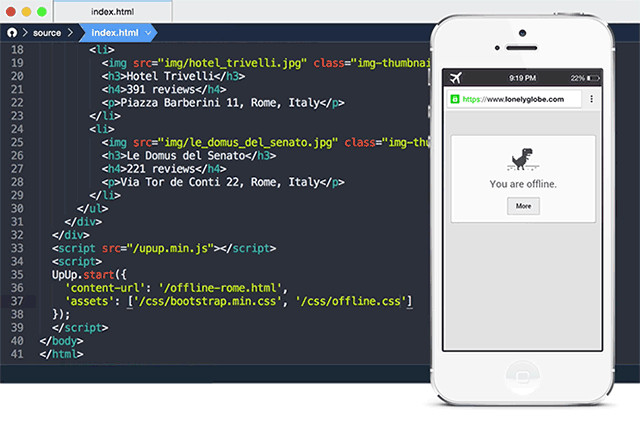 index.html
source
index.html
18 <li>
19 <img src="img/hotel_trivelli.jpg" class="img-thumbnai
20 <h3>Hotel Trivelli</h3>
21 <h4>391 reviews</h4>
22 <p>Piazza Barberini 11, Rome, Italy</p>
23 </li>
24 <li>
25 <img src="img/le_domus_del_senato.jpg" class="img-thu
26 <h3>Le Domus del Senato</h3>
27 <h4>221 reviews</h4>
28 <p>Via Tor de Conti 22, Rome, Italy</p>
29 </li>
30 </ul>
31 </div>
32 </div>
33 <script src="/upup.min.js"></script>
34 <script>
35 UpUp.start({
36 'content-url': '/offline-rome.html',
37 'assets': ['/css/bootstrap.min.css', '/css/offline.css']
38 });
39 </script>
40 </body>
41 </html>
9:19 PM 22%
https://www.lonelyglobe.com
You are offline.
More